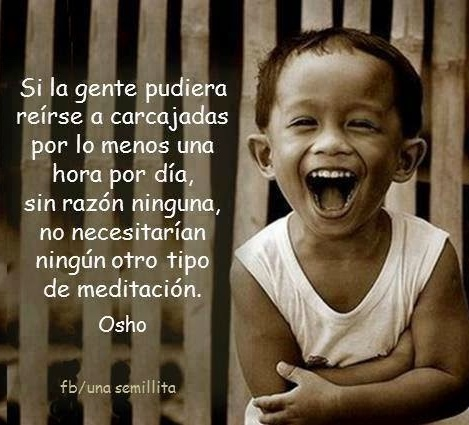 Si la gente pudiera
reírse a carcajadas
por lo menos una
hora por día,
sin razón ninguna,
no necesitarían
ningún otro tipo
de meditación.
Osho
fb/una semillita